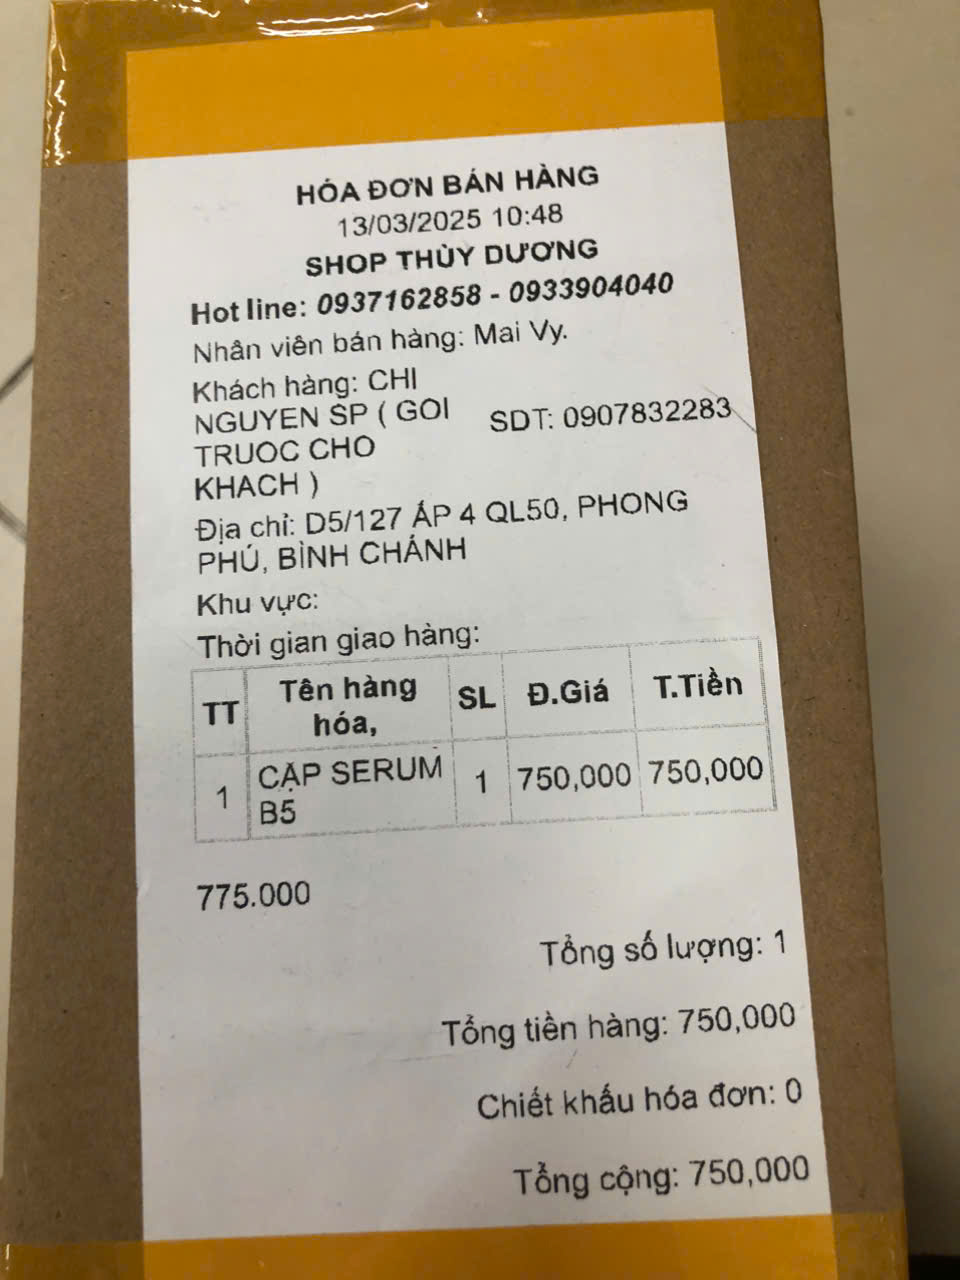 HÓA ĐƠN BÁN HÀNG
13/03/2025 10:48
SHOP THÙY DƯƠNG
Hot line: 0937162858 - 0933904040
Nhân viên bán hàng: Mai Vy.
Khách hàng: CHI
NGUYEN SP ( GOI
TRUOC CHO
KHACH )
SDT: 0907832283
Địa chỉ: D5/127 ẤP 4 QL50, PHONG
PHÚ, BÌNH CHÁNH
Khu vực:
Thời gian giao hàng:
TT Tên hàng hóa, SL Đ.Giá T.Tiền
1 CẶP SERUM B5 1 750,000 750,000
775.000
Tổng số lượng: 1
Tổng tiền hàng: 750,000
Chiết khấu hóa đơn: 0
Tổng cộng: 750,000